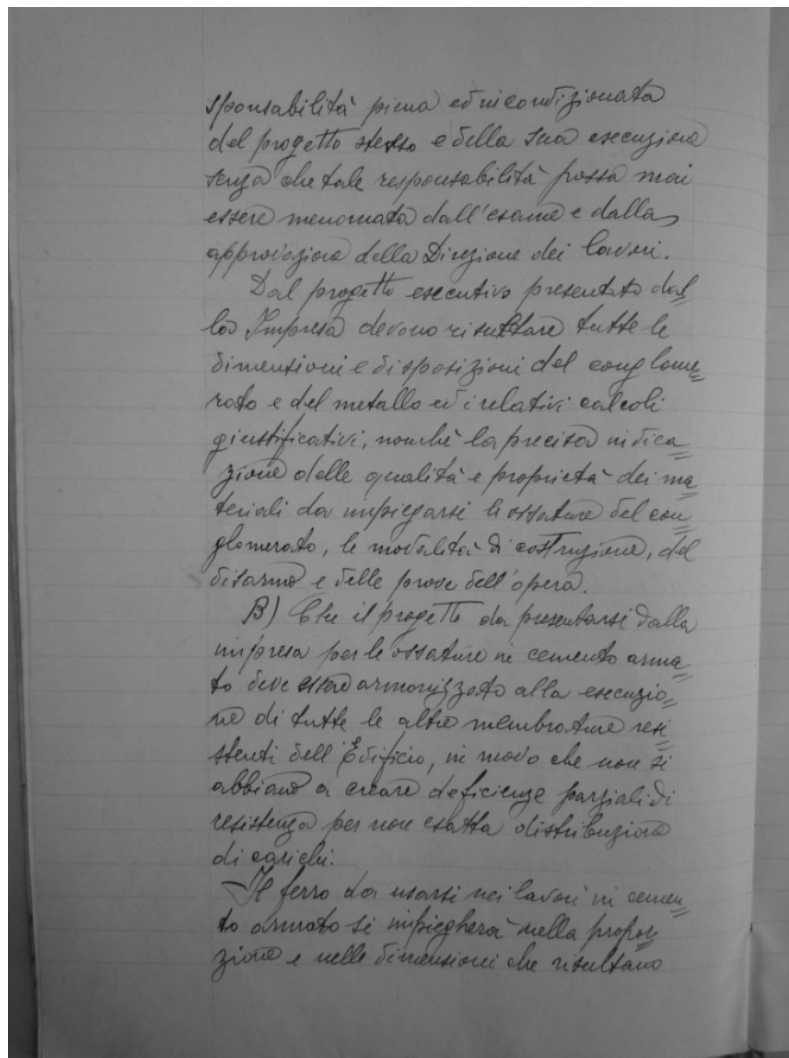 sponsabilità piena ed incondizionata
del progetto stesso e della sua esecuzione
senza che tale responsabilità possa mai
essere menomata dall'esame e dalla
approvazione della Direzione dei lavori.
Dal progetto esecutivo presentato dal=
la Impresa devono risultare tutte le
dimensioni e disposizioni del conglome=
rato e del metallo ed i relativi calcoli
giustificativi, nonchè la precisa indica=
zione delle qualità e proprietà dei ma=
teriali da impiegarsi le ossature del con=
glomerato, le modalità di costruzione, del
disarmo e delle prove dell'opera.
B) Che il progetto da presentarsi dalla
impresa per le ossature in cemento arma=
to deve essere armonizzato alla esecuzio=
ne di tutte le altre membrature resi=
stenti dell'Edificio, in modo che non si
abbiano a creare deficienze parziali di
resistenza per non esatta distribuzione
di carichi.
Il ferro da usarsi nei lavori in cemen=
to armato si impiegherà nella propor=
zione e nelle dimensioni che risultano